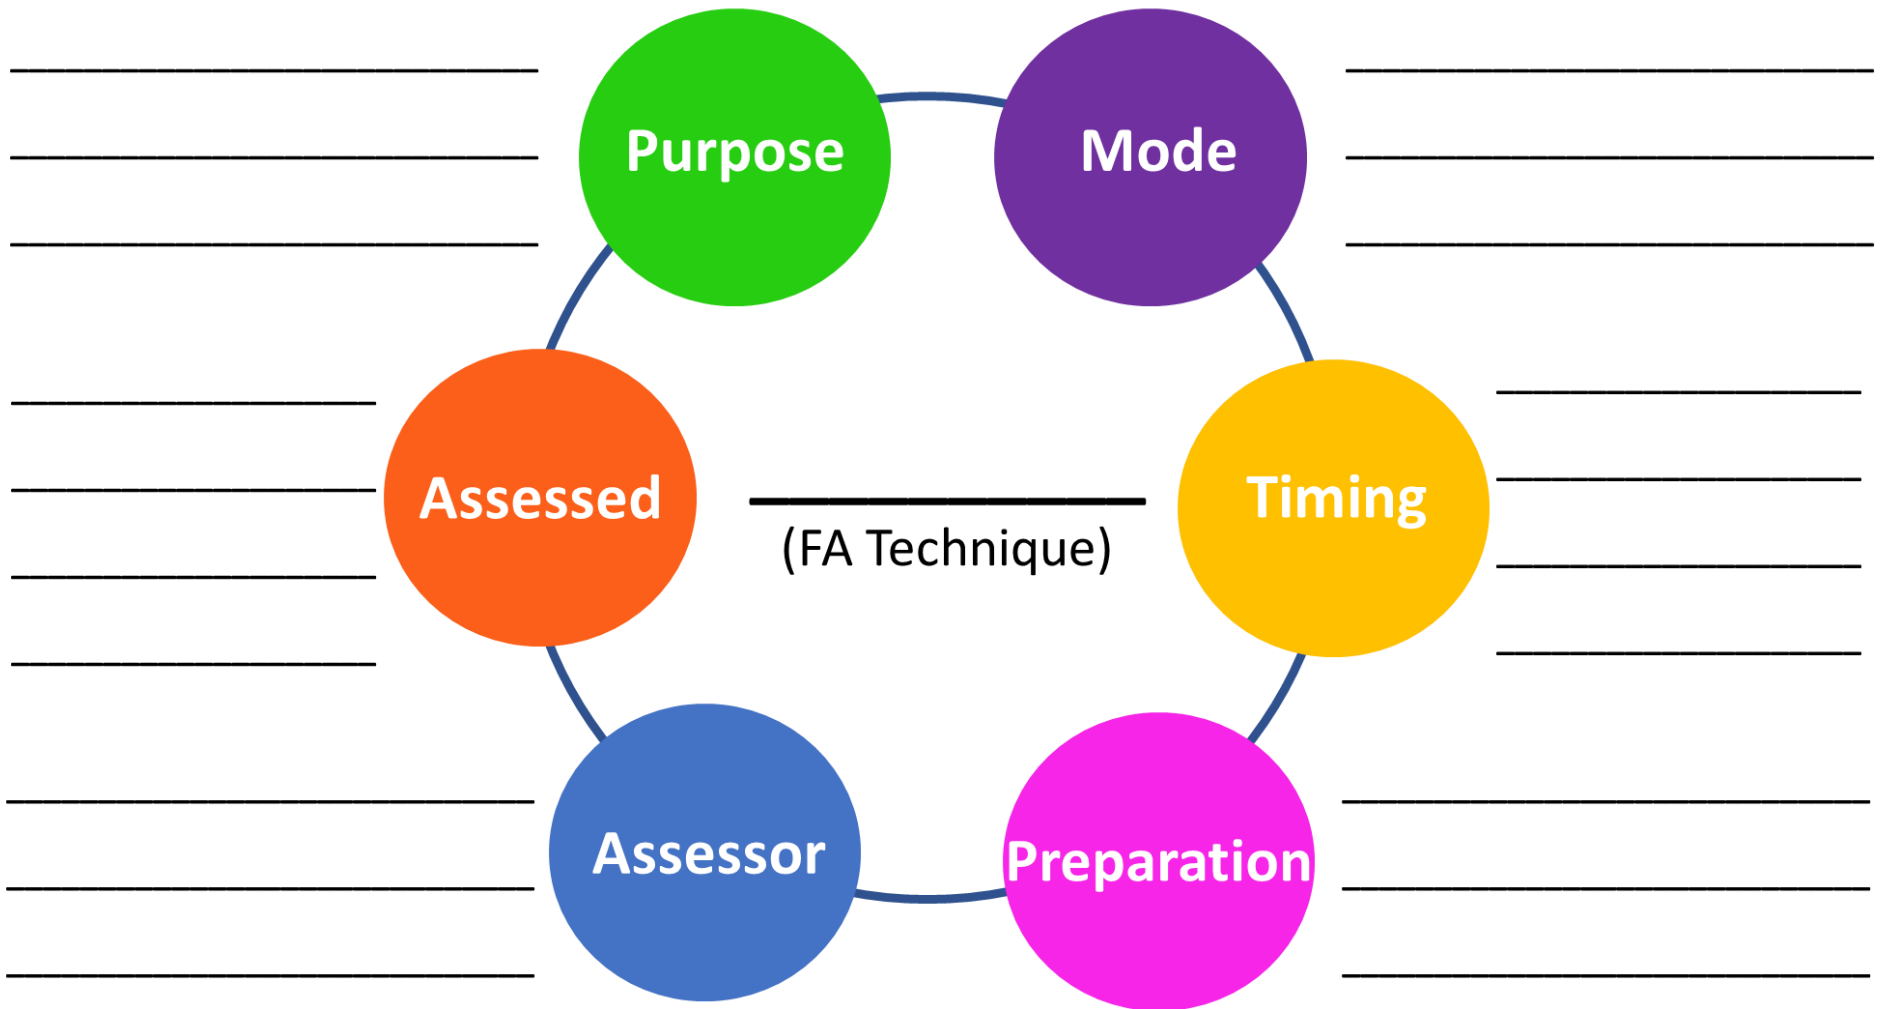 Purpose
Mode
Assessed
Timing
(FA Technique)
Assessor
Preparation